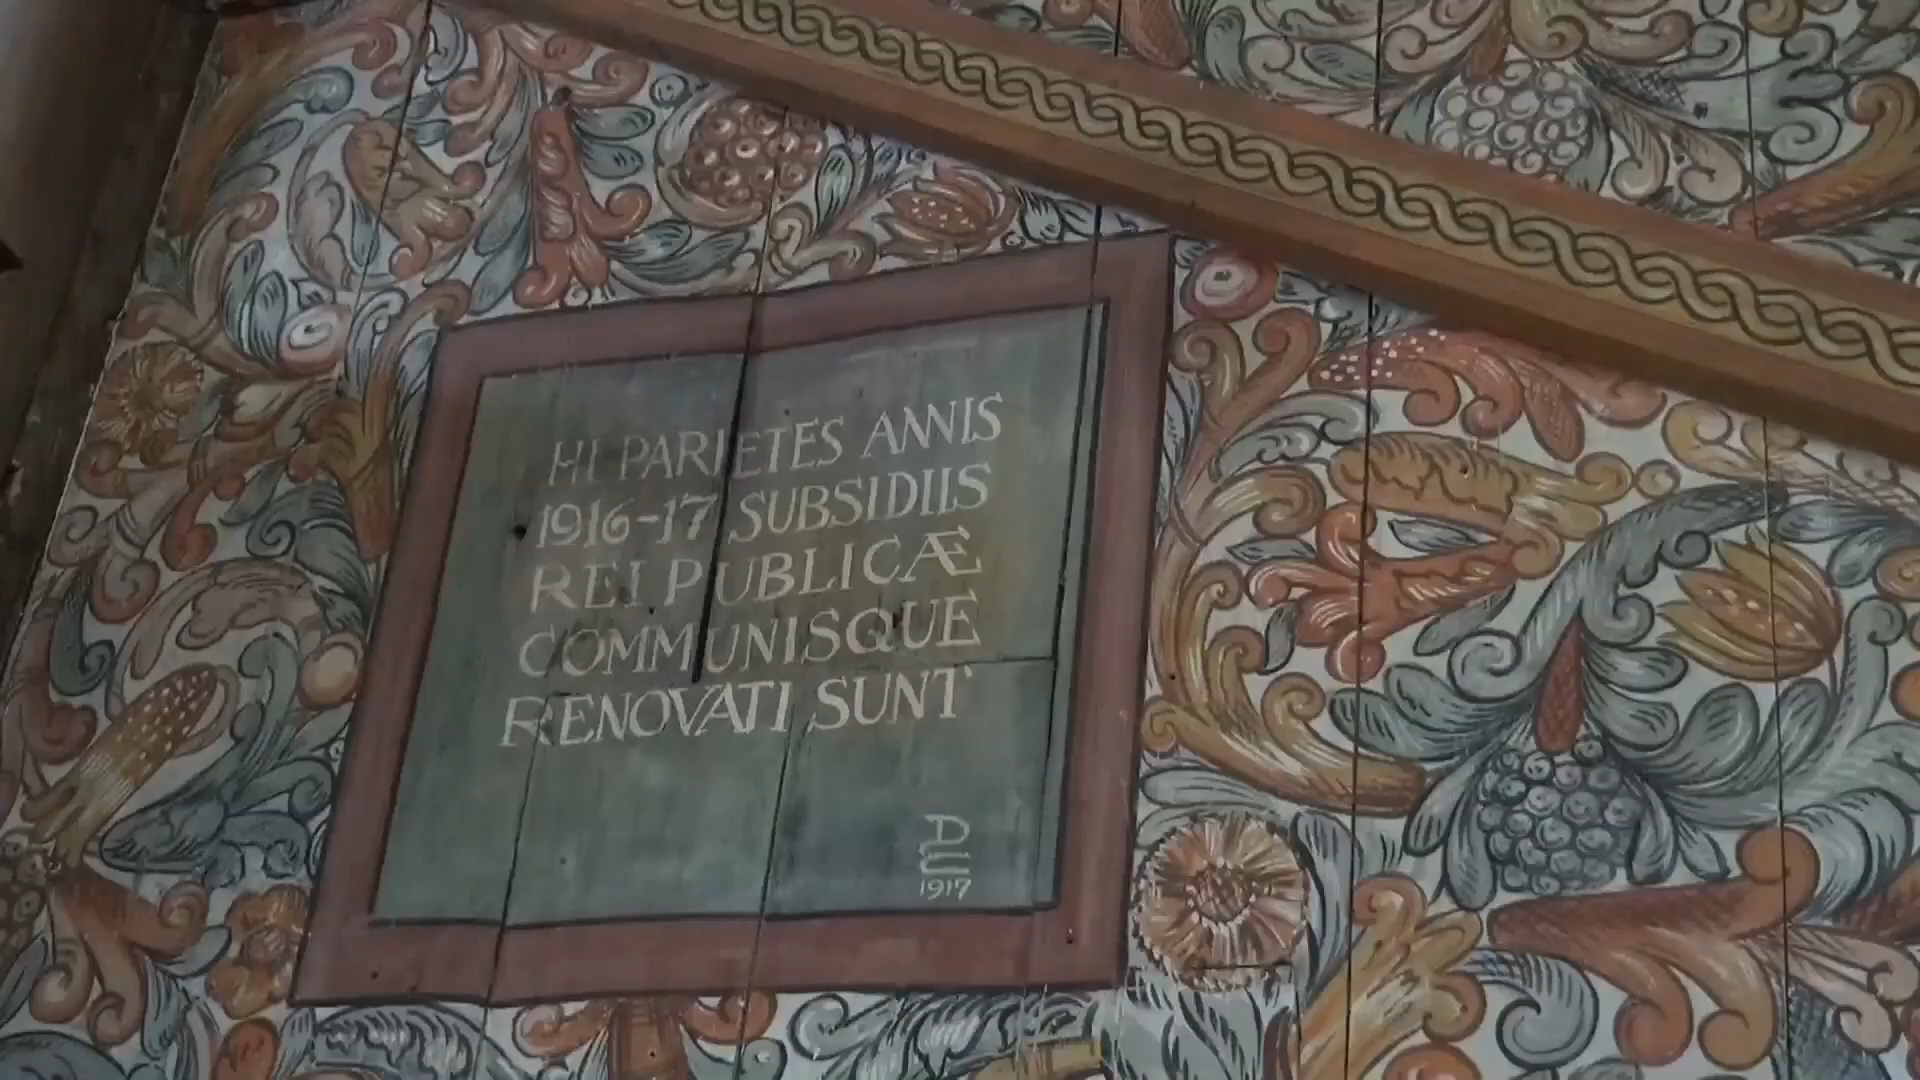 HI PARIETES ANNIS
1916-17 SUBSIDIIS
REI PUBLICÆ
COMMUNISQUE
RENOVATI SUNT
1917